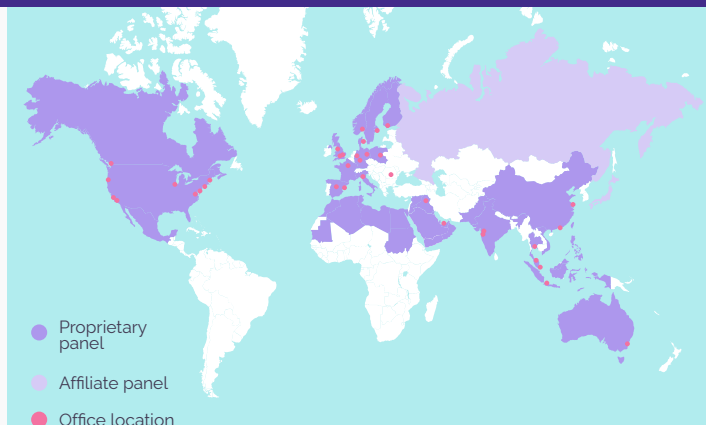 Proprietary
panel
Affiliate panel
Office location